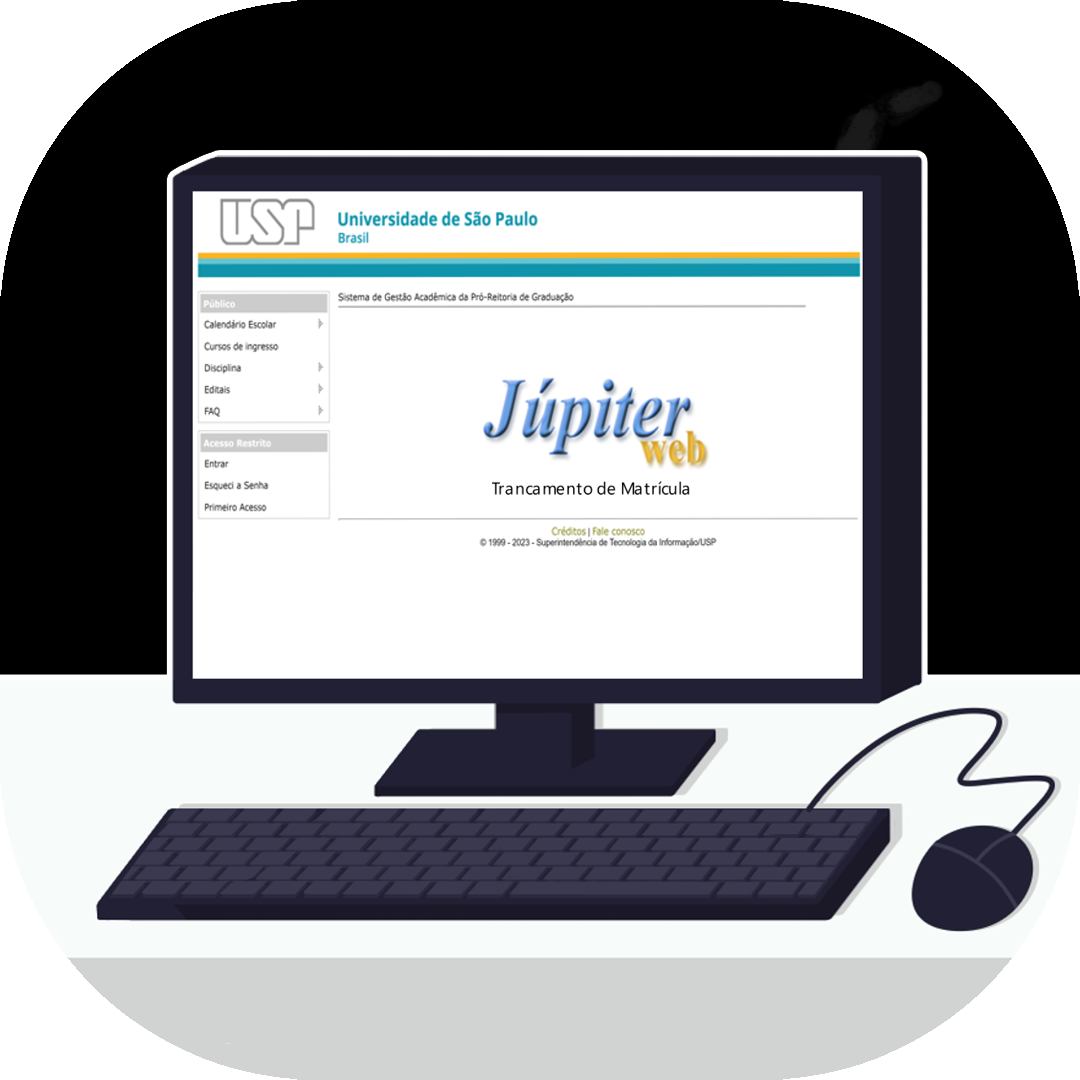 USP
Universidade de São Paulo
Brasil
Público
Calendário Escolar
Cursos de ingresso
Disciplina
Editais
FAQ
Acesso Restrito
Entrar
Esqueci a Senha
Primeiro Acesso
Sistema de Gestão Acadêmica da Pró-Reitoria de Graduação
Júpiter
web
Trancamento de Matrícula
Créditos | Fale conosco
© 1999 - 2023 - Superintendência de Tecnologia da Informação/USP